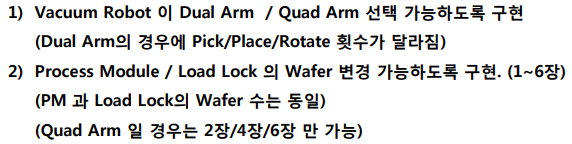 1) Vacuum Robot 이 Dual Arm / Quad Arm 선택 가능하도록 구현
(Dual Arm의 경우에 Pick/Place/Rotate 횟수가 달라짐)
2) Process Module / Load Lock 의 Wafer 변경 가능하도록 구현. (1~6장)
(PM 과 Load Lock의 Wafer 수는 동일)
(Quad Arm 일 경우는 2장/4장/6장 만 가능)